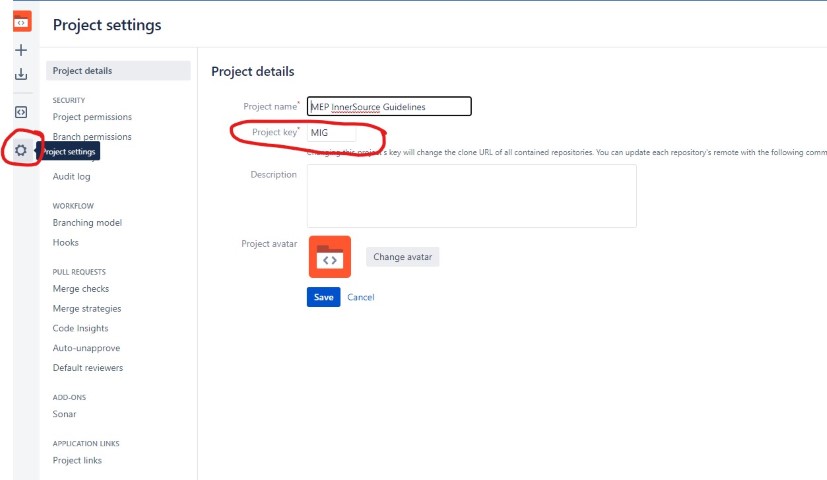 Project settings
Project details
SECURITY
Project permissions
Branch permissions
Project settings
Audit log
WORKFLOW
Branching model
Hooks
PULL REQUESTS
Merge checks
Merge strategies
Code Insights
Auto-unapprove
Default reviewers
ADD-ONS
Sonar
APPLICATION LINKS
Project links
Project details
Project name* MEP InnerSource Guidelines
Project key* MIG
Changing this project's key will change the clone URL of all contained repositories. You can update each repository's remote with the following comm
Description
Project avatar
Change avatar
Save Cancel